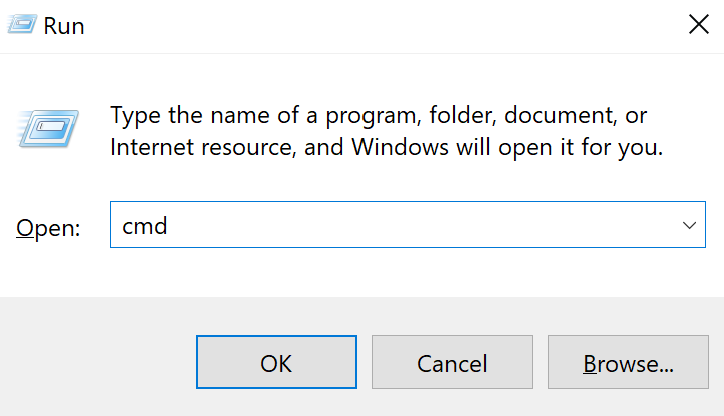 Run
Type the name of a program, folder, document, or
Internet resource, and Windows will open it for you.
Open: cmd
OK Cancel Browse...